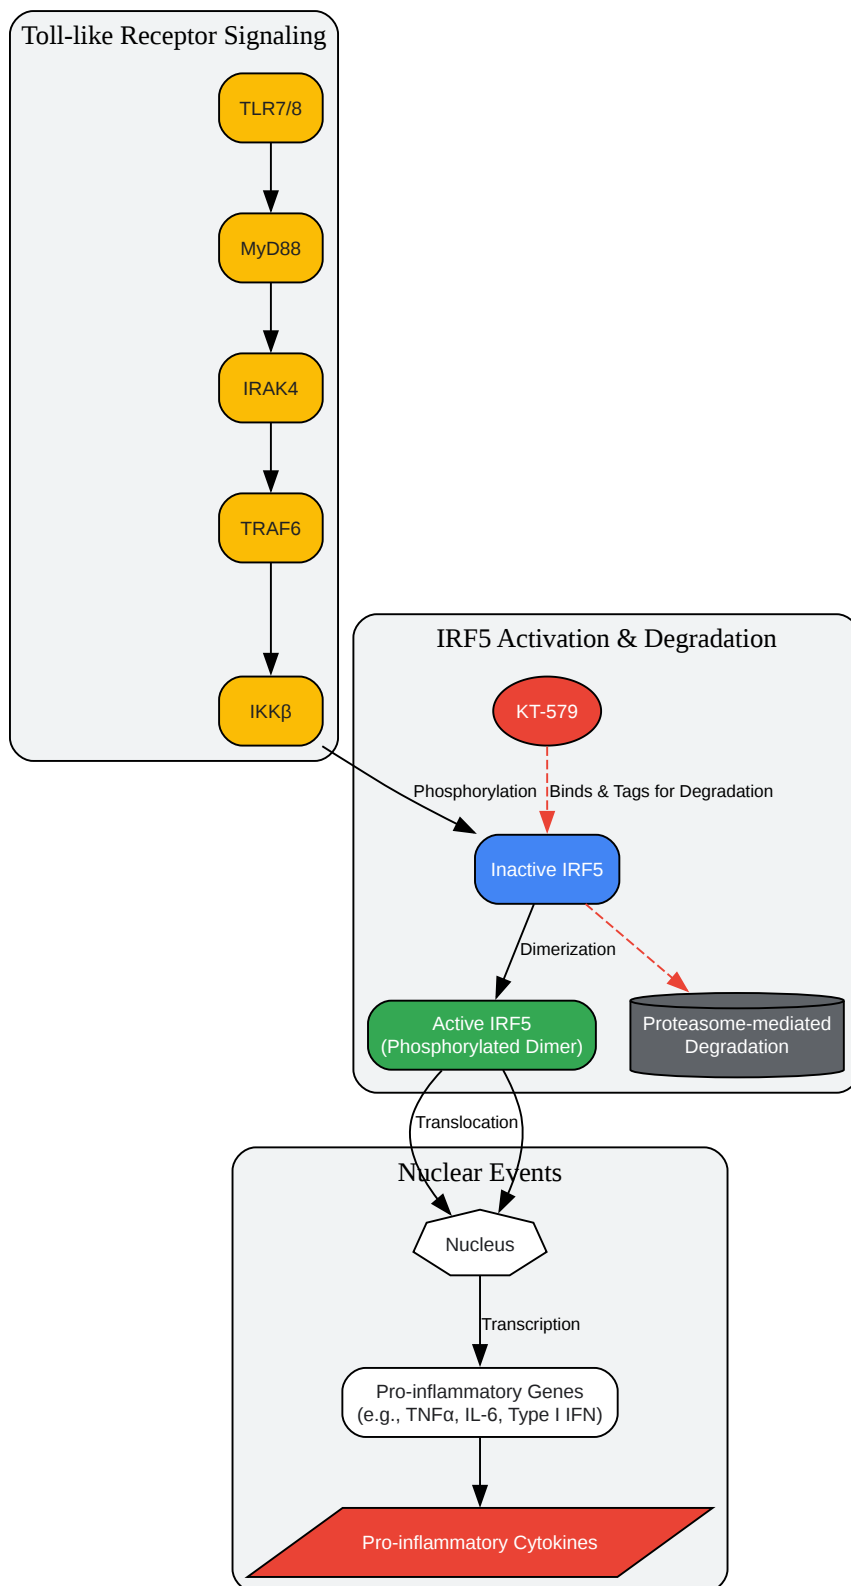 Toll-like Receptor Signaling
TLR7/8
MyD88
IRAK4
TRAF6
IKKβ
IRF5 Activation & Degradation
KT-579
Phosphorylation
Binds & Tags for Degradation
Inactive IRF5
Dimerization
Active IRF5
(Phosphorylated Dimer)
Proteasome-mediated
Degradation
Translocation
Nuclear Events
Nucleus
Transcription
Pro-inflammatory Genes
(e.g., TNFα, IL-6, Type I IFN)
Pro-inflammatory Cytokines